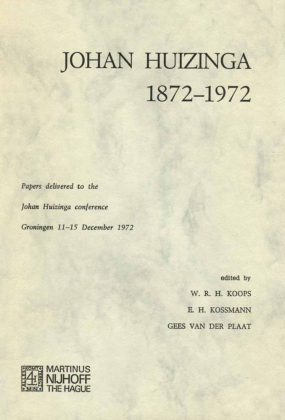 JOHAN HUIZINGA
1872–1972
Papers delivered to the
Johan Huizinga conference
Groningen 11–15 December 1972
edited by
W. R. H. KOOPS
E. H. KOSSMANN
GEES VAN DER PLAAT
MARTINUS
NIJHOFF
THE HAGUE